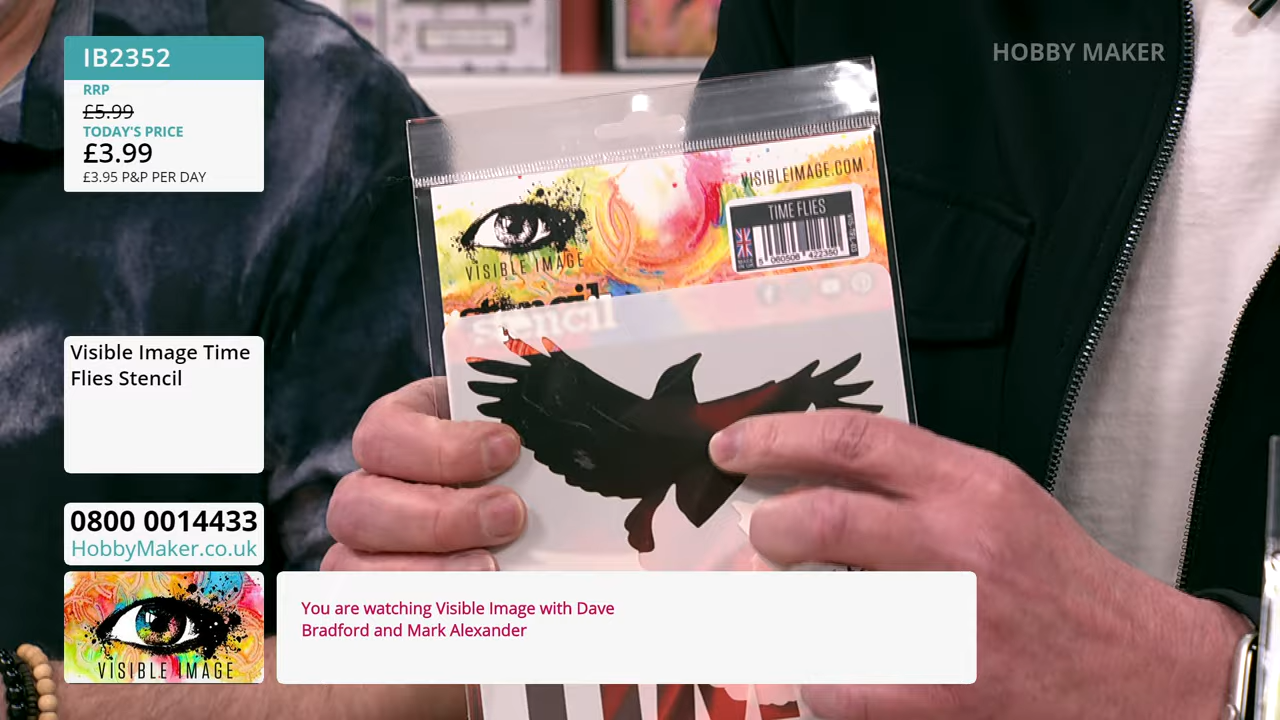 IB2352
RRP
£5.99
TODAY'S PRICE
£3.99
£3.95 P&P PER DAY
HOBBY MAKER
VISIBLEIMAGE.COM
TIME FLIES
VISIBLE IMAGE
stencil
Visible Image Time
Flies Stencil
0800 0014433
HobbyMaker.co.uk
VISIBLE IMAGE
You are watching Visible Image with Dave
Bradford and Mark Alexander